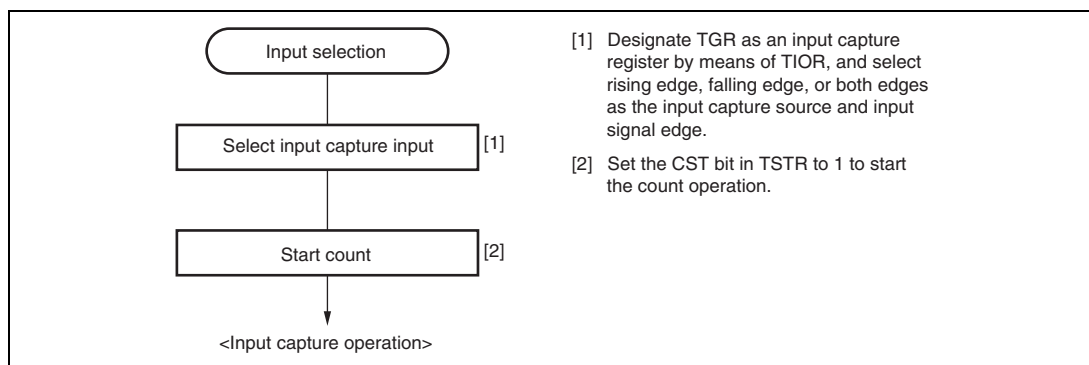 Input selection
Select input capture input
[1]
Start count
[2]
<Input capture operation>
[1] Designate TGR as an input capture
register by means of TIOR, and select
rising edge, falling edge, or both edges
as the input capture source and input
signal edge.
[2] Set the CST bit in TSTR to 1 to start
the count operation.